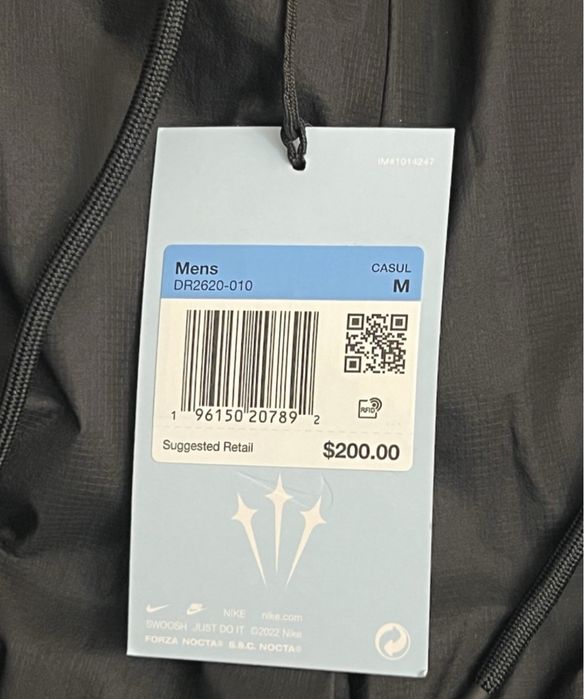 IM#1014247
Mens CASUL
DR2620-010 M
RFID
1 96150 20789 2
Suggested Retail $200.00
NIKE nike.com
SWOOSH JUST DO IT ©2022 Nike
FORZA NOCTA® S.B.C. NOCTA®